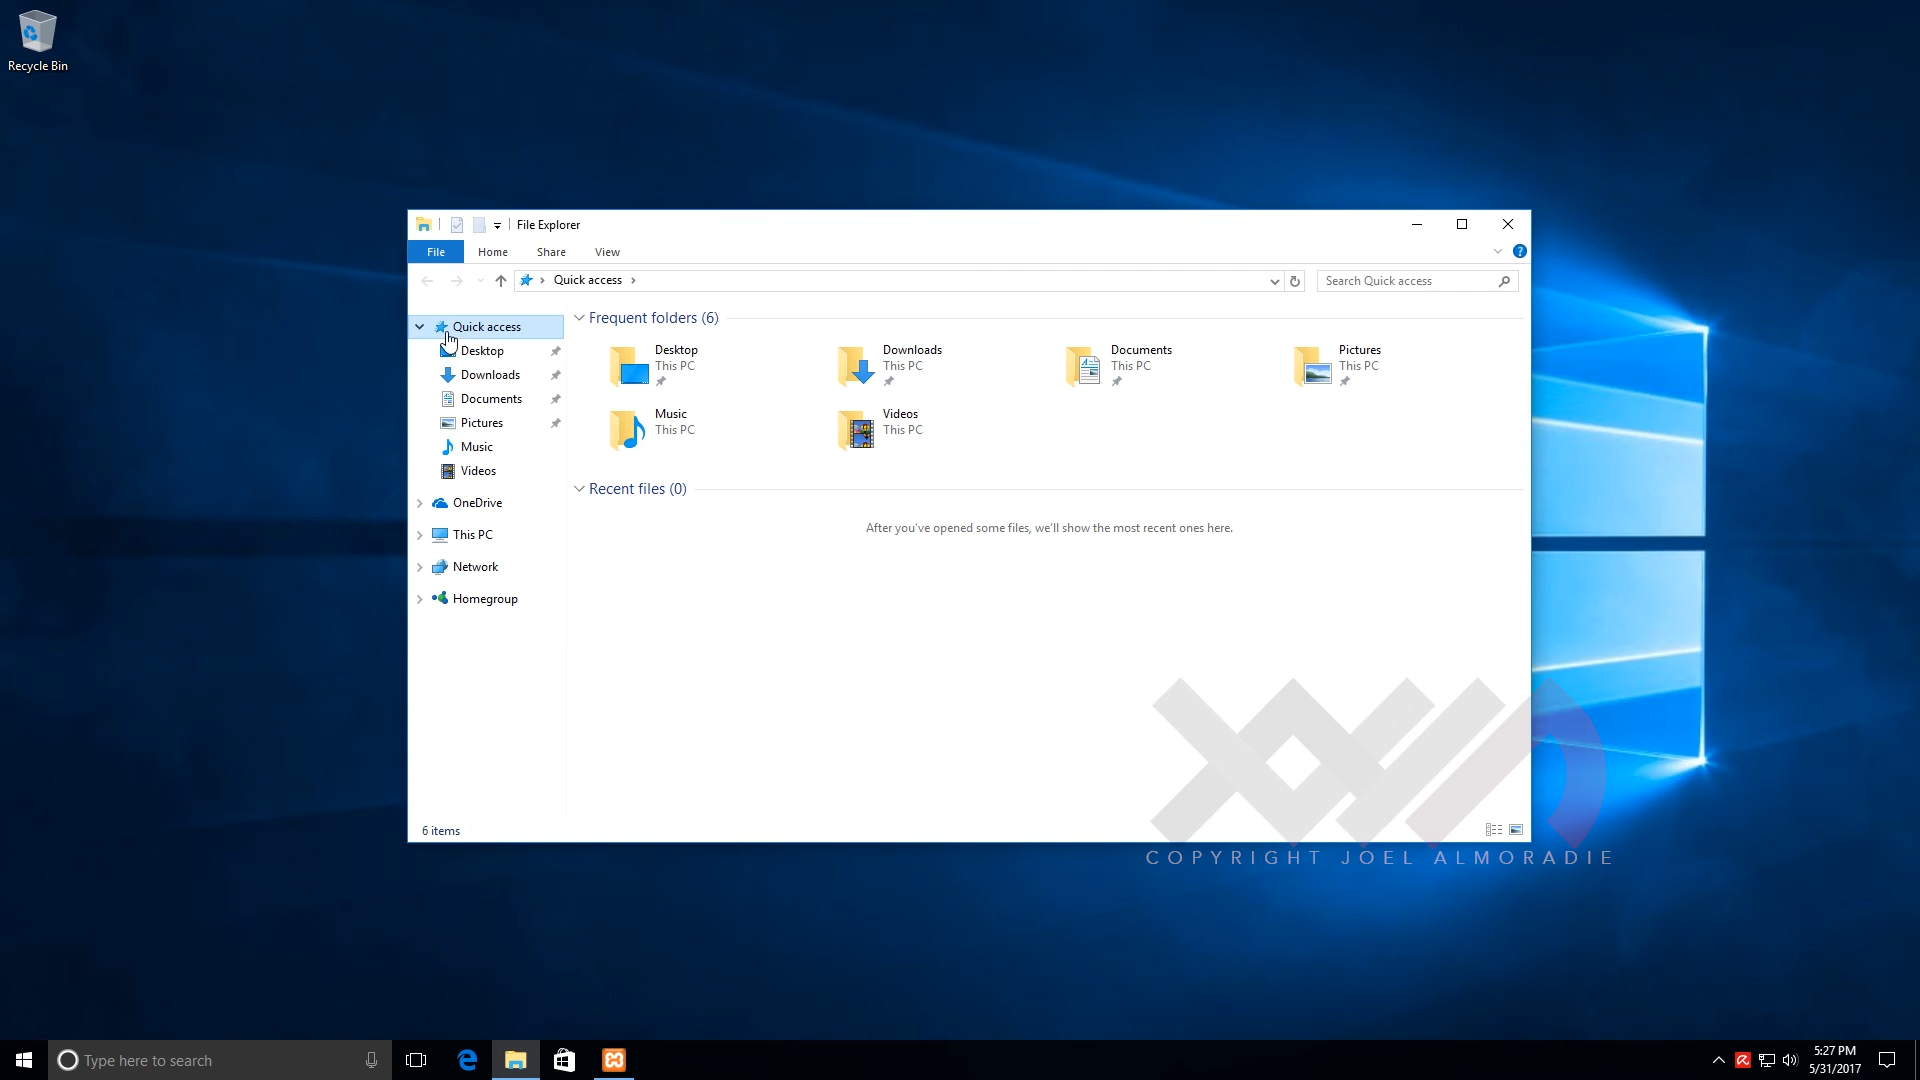 Recycle Bin
File Explorer
File Home Share View
Quick access
Search Quick access
Quick access
Desktop
Downloads
Documents
Pictures
Music
Videos
OneDrive
This PC
Network
Homegroup
Frequent folders (6)
Desktop
This PC
Downloads
This PC
Documents
This PC
Pictures
This PC
Music
This PC
Videos
This PC
Recent files (0)
After you've opened some files, we'll show the most recent ones here.
6 items
COPYRIGHT JOEL ALMORADIE
Type here to search
5:27 PM
5/31/2017